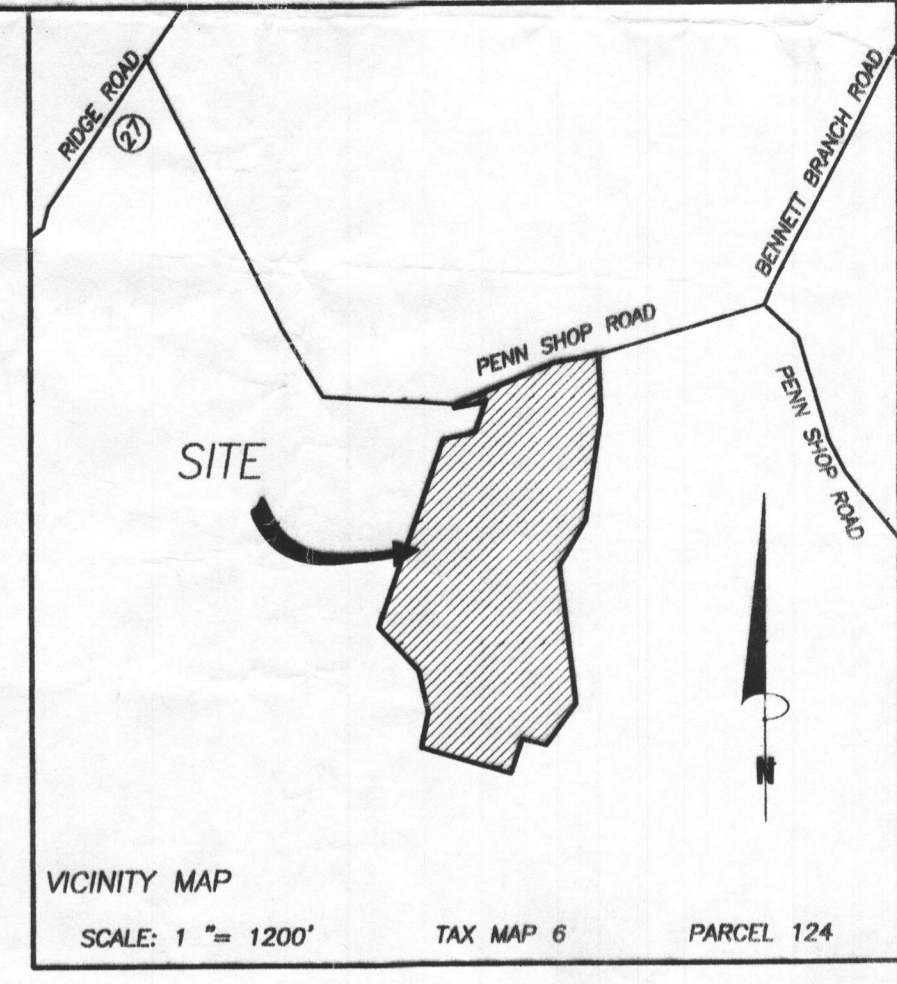 RIDGE ROAD
27
BENNETT BRANCH ROAD
PENN SHOP ROAD
PENN SHOP ROAD
SITE
N
VICINITY MAP
SCALE: 1 "= 1200' TAX MAP 6 PARCEL 124